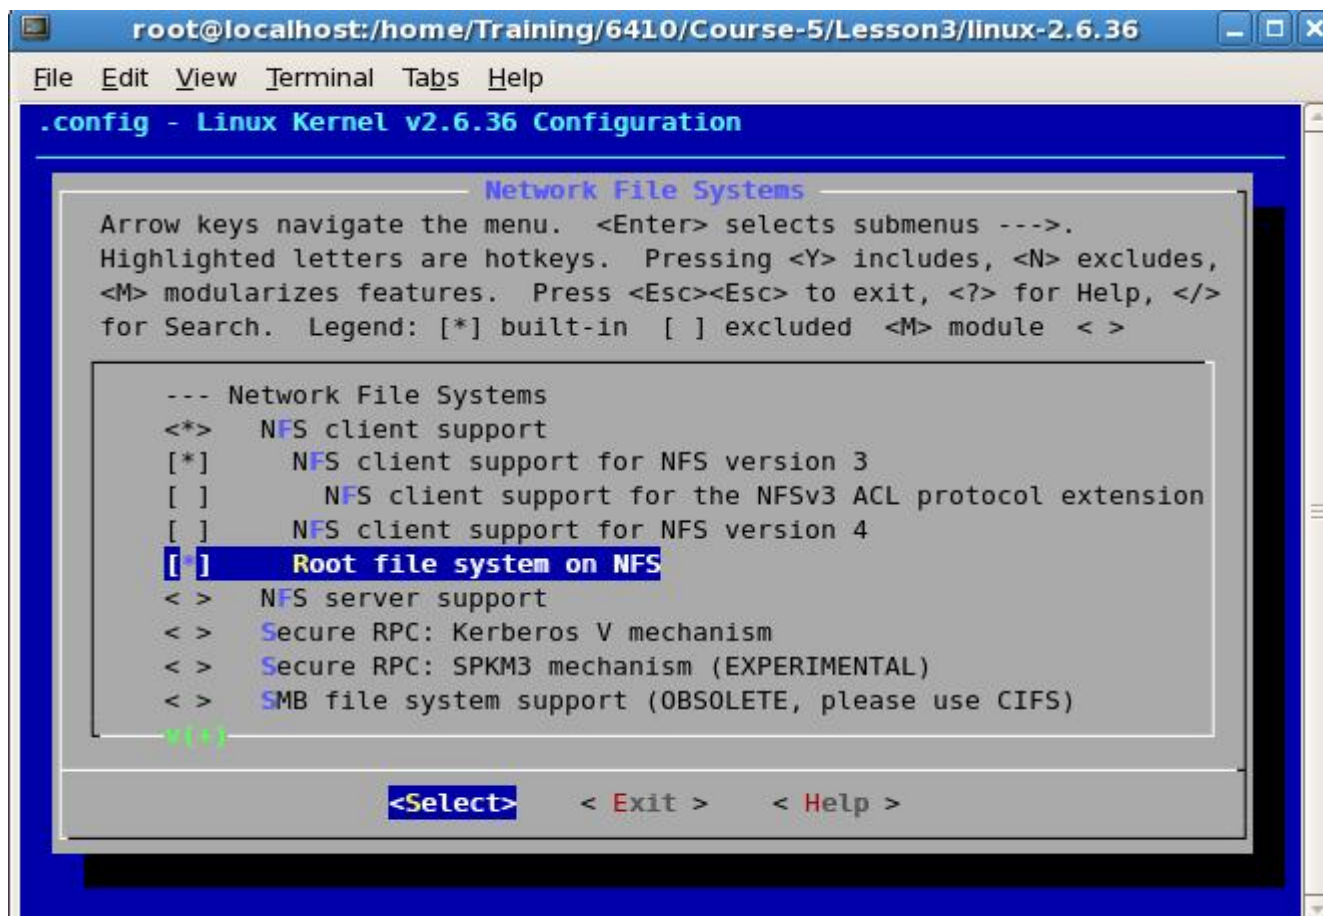 root@localhost:/home/Training/6410/Course-5/Lesson3/linux-2.6.36
File Edit View Terminal Tabs Help
.config - Linux Kernel v2.6.36 Configuration
Network File Systems
Arrow keys navigate the menu. <Enter> selects submenus --->.
Highlighted letters are hotkeys. Pressing <Y> includes, <N> excludes,
<M> modularizes features. Press <Esc><Esc> to exit, <?> for Help, </>
for Search. Legend: [*] built-in [ ] excluded <M> module < >
--- Network File Systems
<*> NFS client support
[*] NFS client support for NFS version 3
[ ] NFS client support for the NFSv3 ACL protocol extension
[ ] NFS client support for NFS version 4
[*] Root file system on NFS
< > NFS server support
< > Secure RPC: Kerberos V mechanism
< > Secure RPC: SPKM3 mechanism (EXPERIMENTAL)
< > SMB file system support (OBSOLETE, please use CIFS)
v(+)
<Select> < Exit > < Help >